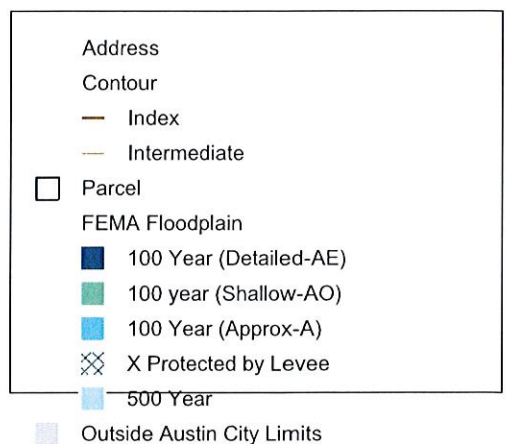 Address
Contour
Index
Intermediate
Parcel
FEMA Floodplain
100 Year (Detailed-AE)
100 year (Shallow-AO)
100 Year (Approx-A)
X Protected by Levee
500 Year
Outside Austin City Limits